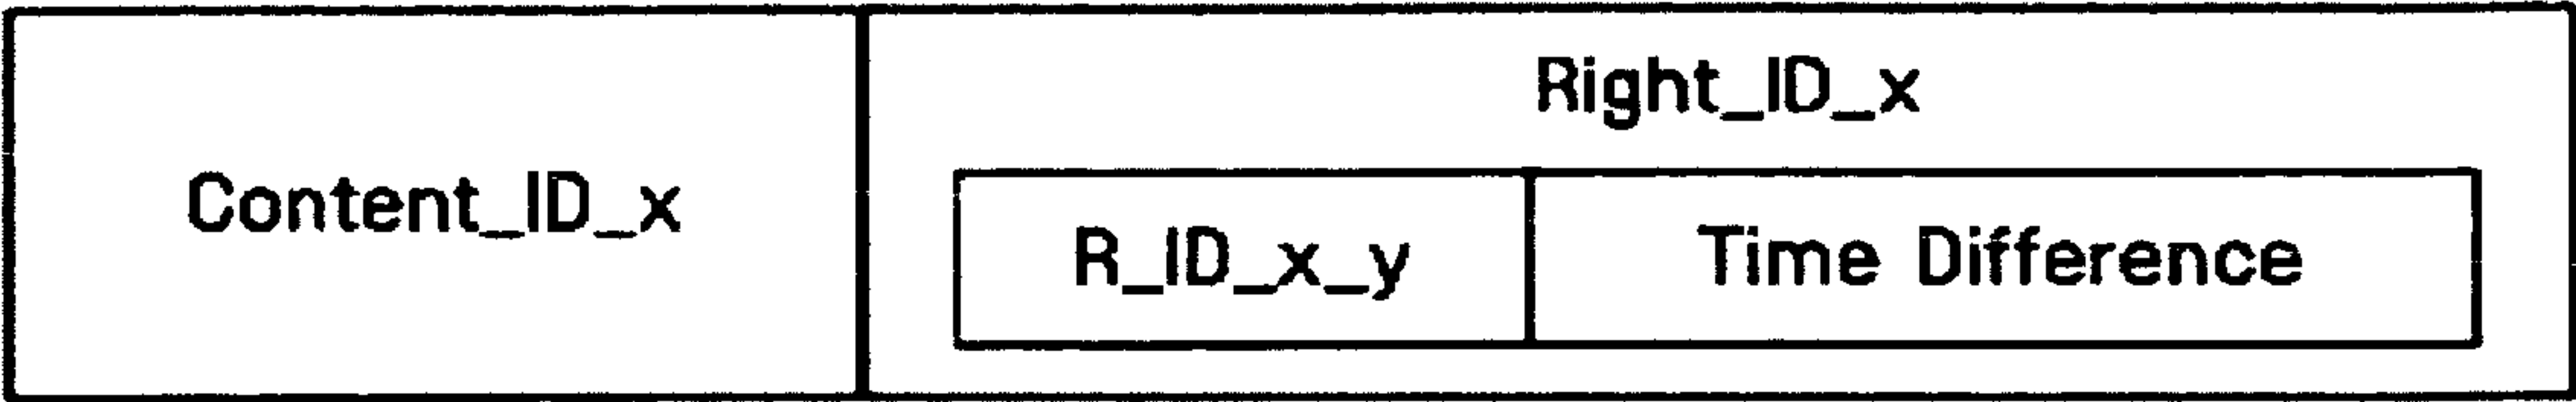 Content_ID_x
Right_ID_x
R_ID_x_y
Time Difference